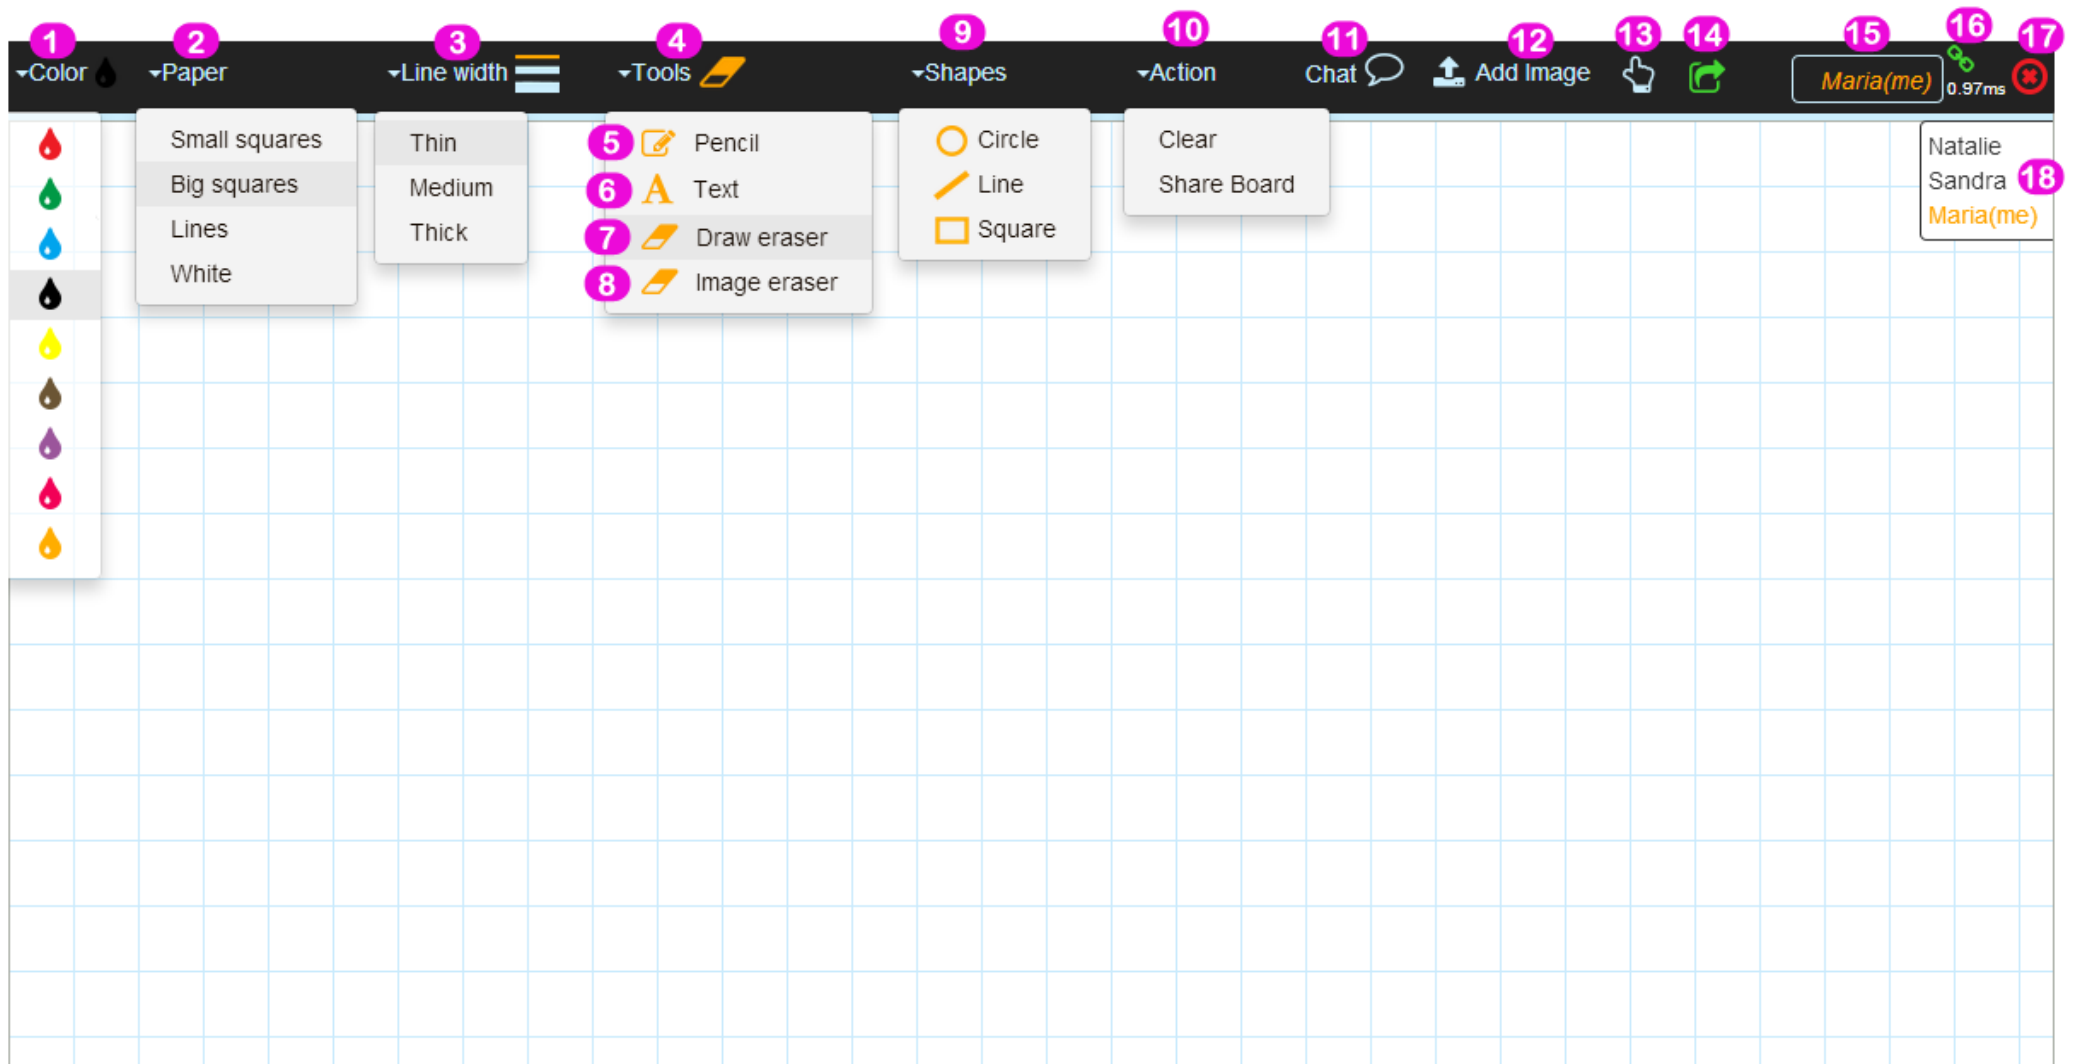 1 2 3 4 9 10 11 12 13 14 15 16 17
Color Paper Line width Tools Shapes Action Chat Add Image Maria(me) 0.97ms
Small squares
Big squares
Lines
White
Thin
Medium
Thick
5 Pencil
6 Text
7 Draw eraser
8 Image eraser
Circle
Line
Square
Clear
Share Board
Natalie
Sandra 18
Maria(me)